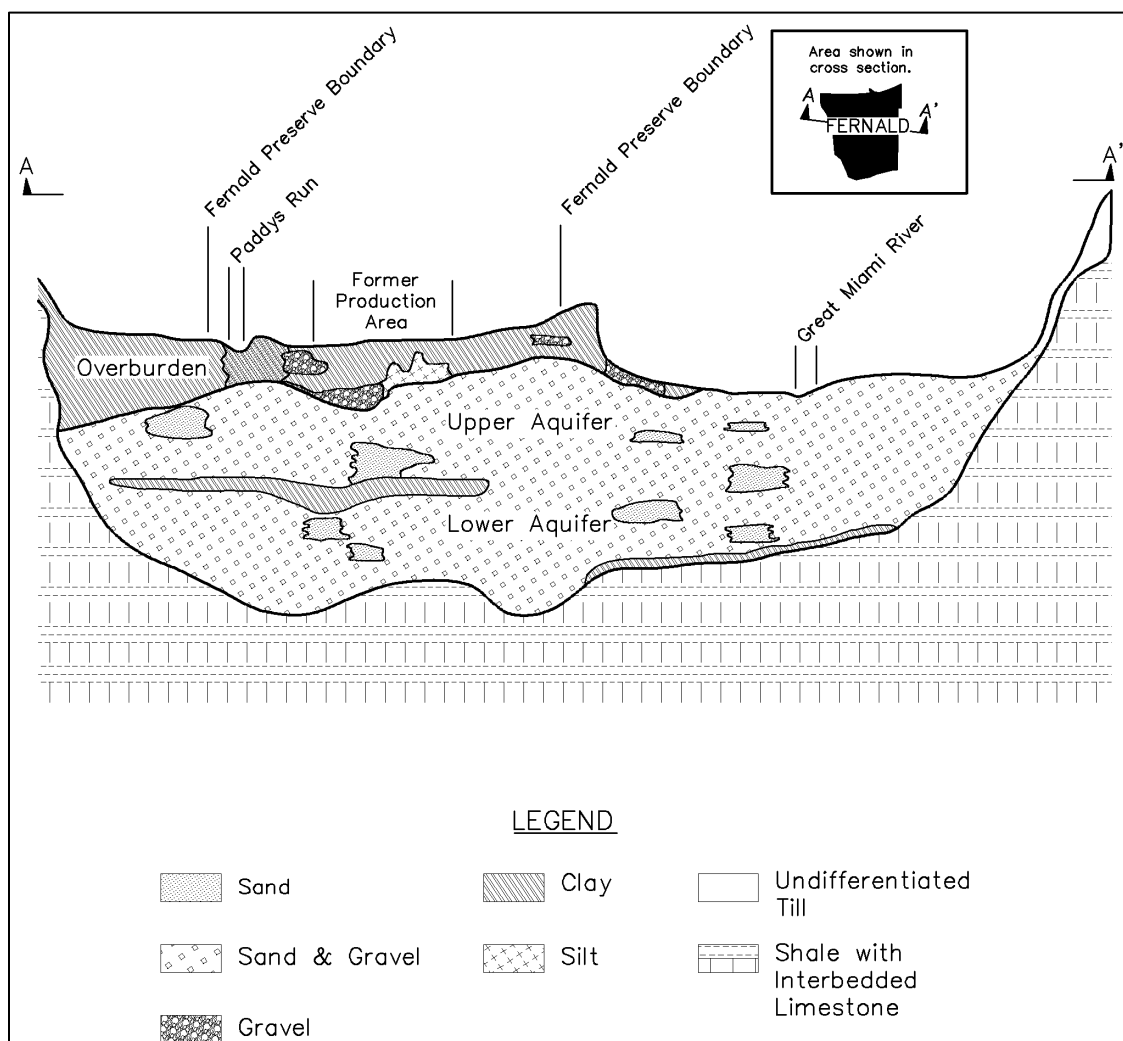 Fernald Preserve Boundary
Paddys Run
Former
Production
Area
Fernald Preserve Boundary
Great Miami River
Area shown in
cross section.
A
A'
FERNALD
A
A'
Overburden
Upper Aquifer
Lower Aquifer
LEGEND
Sand
Clay
Undifferentiated
Till
Sand & Gravel
Silt
Shale with
Interbedded
Limestone
Gravel